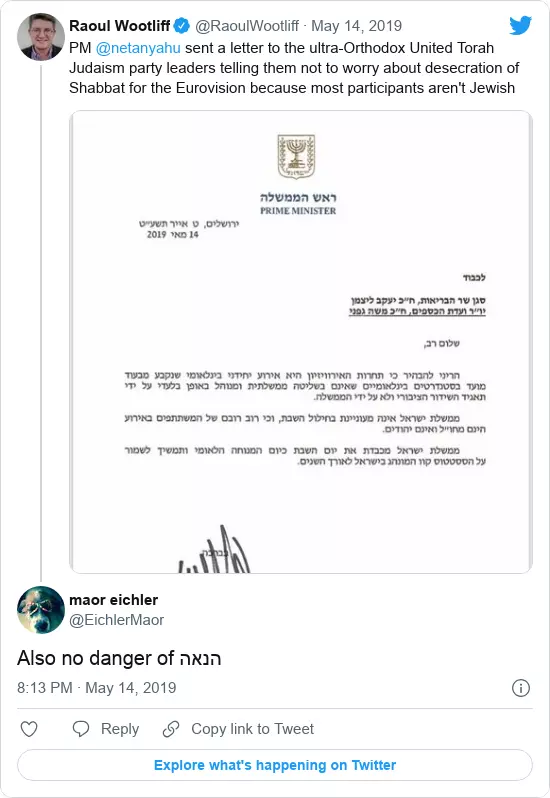 Raoul Wootliff @RaoulWootliff · May 14, 2019
PM @netanyahu sent a letter to the ultra-Orthodox United Torah
Judaism party leaders telling them not to worry about desecration of
Shabbat for the Eurovision because most participants aren't Jewish
ראש הממשלה
PRIME MINISTER
ירושלים, ט אייר תשע״ט
14 מאי 2019
לכבוד
סגן שר הבריאות, ח״כ יעקב ליצמן
יו״ר ועדת הכספים, ח״כ משה גפני
שלום רב,
הריני להבהיר כי תחרות האירוויזיון היא אירוע יחידני בינלאומי שנקבע מבעוד
מועד בסטנדרטים בינלאומיים שאינם בשליטה ממשלתית ומנוהל באופן בלעדי על ידי
תאגיד השידור הציבורי ולא על ידי הממשלה.
ממשלת ישראל אינה מעוניינת בחילול השבת, וכי רוב רובם של המשתתפים באירוע
הינם מחו״ל ואינם יהודים.
ממשלת ישראל מכבדת את יום השבת כיום המנוחה הלאומי ותמשיך לשמור
על הסטטוס קוו המונהג בישראל לאורך השנים.
בברכה
maor eichler
@EichlerMaor
Also no danger of הנאה
8:13 PM · May 14, 2019
Reply Copy link to Tweet
Explore what's happening on Twitter